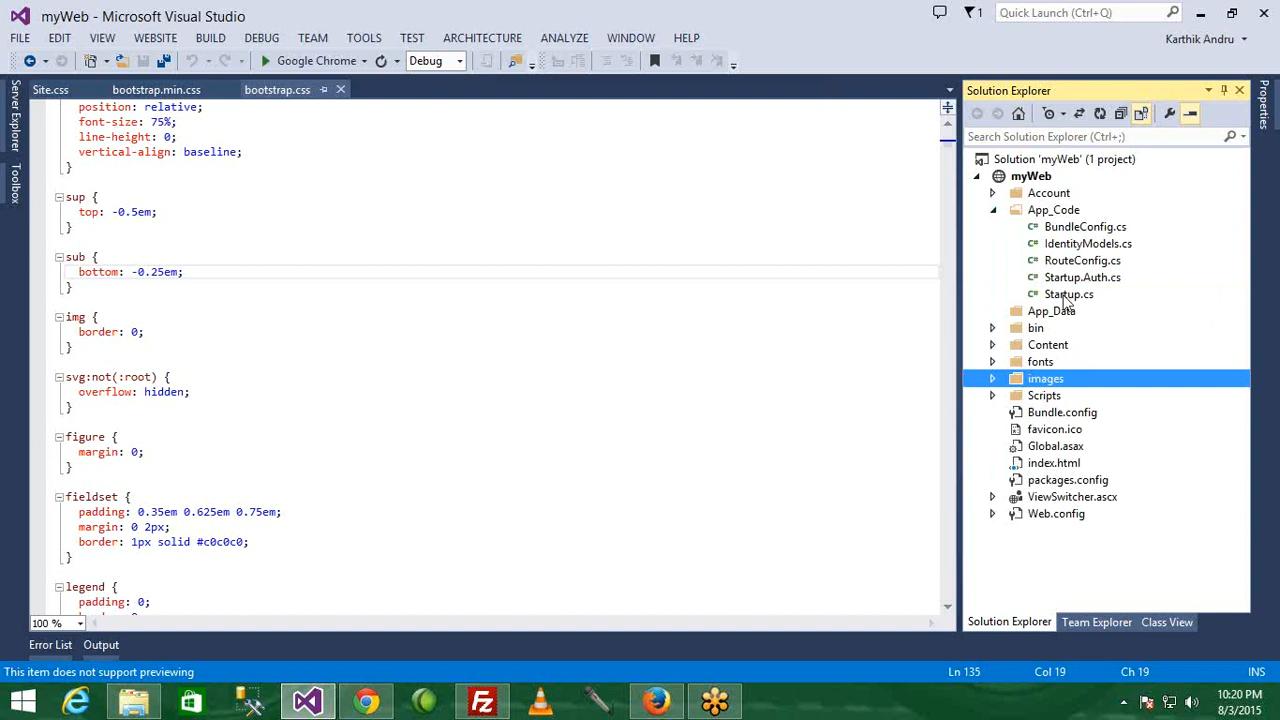 myWeb - Microsoft Visual Studio
1
Quick Launch (Ctrl+Q)
FILE EDIT VIEW WEBSITE BUILD DEBUG TEAM TOOLS TEST ARCHITECTURE ANALYZE WINDOW HELP
Karthik Andru
Google Chrome
Debug
Site.css bootstrap.min.css bootstrap.css
Server Explorer
Toolbox
position: relative;
font-size: 75%;
line-height: 0;
vertical-align: baseline;
}
sup {
top: -0.5em;
}
sub {
bottom: -0.25em;
}
img {
border: 0;
}
svg:not(:root) {
overflow: hidden;
}
figure {
margin: 0;
}
fieldset {
padding: 0.35em 0.625em 0.75em;
margin: 0 2px;
border: 1px solid #c0c0c0;
}
legend {
padding: 0;
100 %
Solution Explorer
Search Solution Explorer (Ctrl+;)
Solution 'myWeb' (1 project)
myWeb
Account
App_Code
BundleConfig.cs
IdentityModels.cs
RouteConfig.cs
Startup.Auth.cs
Startup.cs
App_Data
bin
Content
fonts
images
Scripts
Bundle.config
favicon.ico
Global.asax
index.html
packages.config
ViewSwitcher.ascx
Web.config
Solution Explorer Team Explorer Class View
Properties
Error List Output
This item does not support previewing
Ln 135 Col 19 Ch 19 INS
10:20 PM
8/3/2015